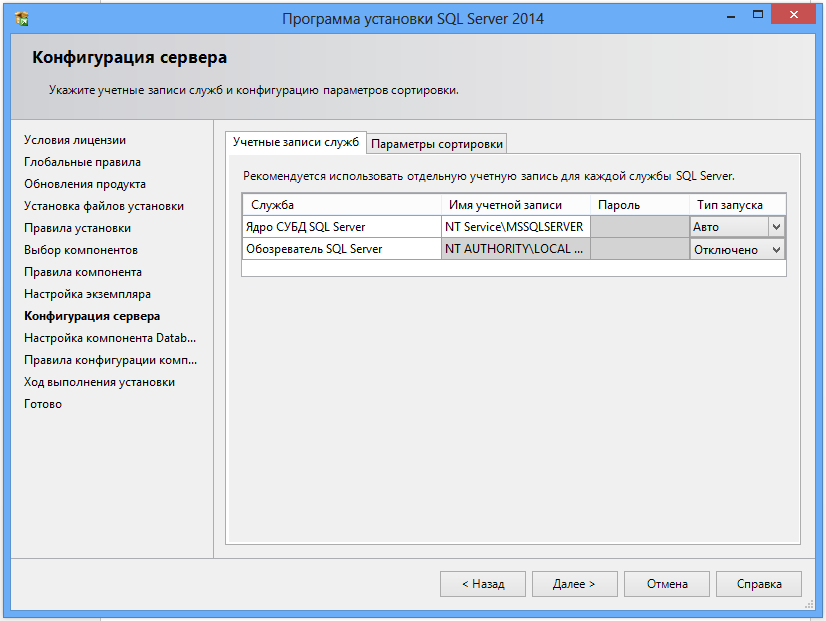 Программа установки SQL Server 2014
Конфигурация сервера
Укажите учетные записи служб и конфигурацию параметров сортировки.
Условия лицензии
Глобальные правила
Обновления продукта
Установка файлов установки
Правила установки
Выбор компонентов
Правила компонента
Настройка экземпляра
Конфигурация сервера
Настройка компонента Datab...
Правила конфигурации комп...
Ход выполнения установки
Готово
Учетные записи служб Параметры сортировки
Рекомендуется использовать отдельную учетную запись для каждой службы SQL Server.
Служба Имя учетной записи Пароль Тип запуска
Ядро СУБД SQL Server NT Service\MSSQLSERVER Авто
Обозреватель SQL Server NT AUTHORITY\LOCAL ... Отключено
< Назад Далее > Отмена Справка